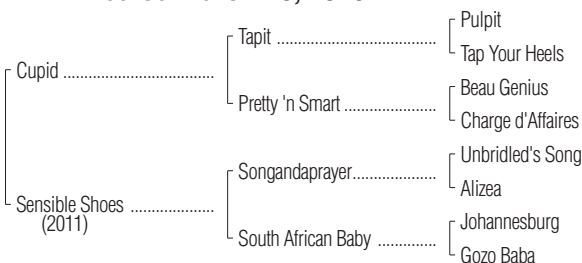 Cupid ..................................
Sensible Shoes ...................
(2011)
Tapit ....................................
Pretty 'n Smart .....................
Songandaprayer...................
South African Baby .............
Pulpit
Tap Your Heels
Beau Genius
Charge d'Affaires
Unbridled's Song
Alizea
Johannesburg
Gozo Baba